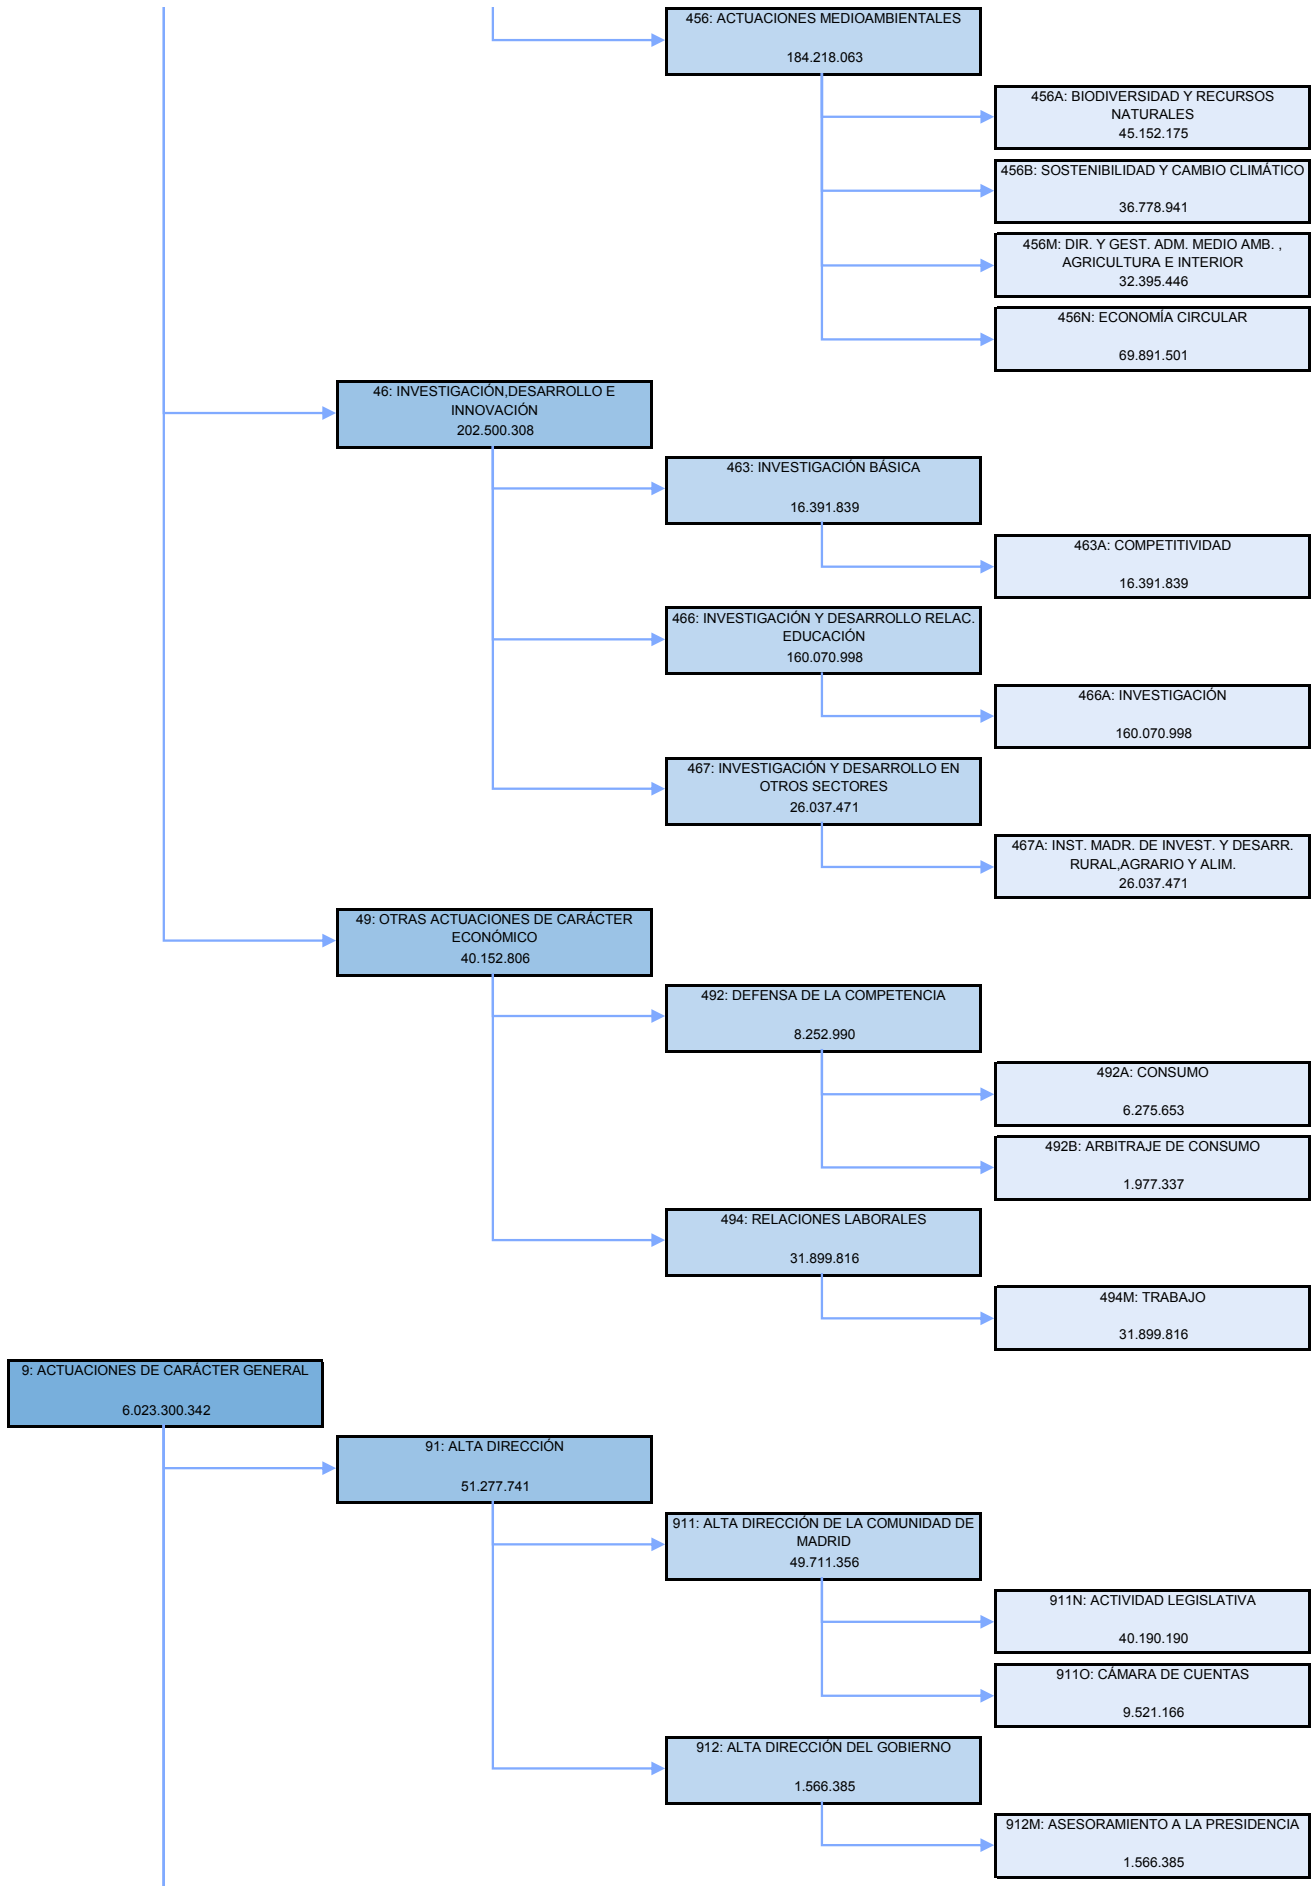 456: ACTUACIONES MEDIOAMBIENTALES
184.218.063
456A: BIODIVERSIDAD Y RECURSOS
NATURALES
45.152.175
456B: SOSTENIBILIDAD Y CAMBIO CLIMÁTICO
36.778.941
456M: DIR. Y GEST. ADM. MEDIO AMB. ,
AGRICULTURA E INTERIOR
32.395.446
456N: ECONOMÍA CIRCULAR
69.891.501
46: INVESTIGACIÓN,DESARROLLO E
INNOVACIÓN
202.500.308
463: INVESTIGACIÓN BÁSICA
16.391.839
463A: COMPETITIVIDAD
16.391.839
466: INVESTIGACIÓN Y DESARROLLO RELAC.
EDUCACIÓN
160.070.998
466A: INVESTIGACIÓN
160.070.998
467: INVESTIGACIÓN Y DESARROLLO EN
OTROS SECTORES
26.037.471
467A: INST. MADR. DE INVEST. Y DESARR.
RURAL,AGRARIO Y ALIM.
26.037.471
49: OTRAS ACTUACIONES DE CARÁCTER
ECONÓMICO
40.152.806
492: DEFENSA DE LA COMPETENCIA
8.252.990
492A: CONSUMO
6.275.653
492B: ARBITRAJE DE CONSUMO
1.977.337
494: RELACIONES LABORALES
31.899.816
494M: TRABAJO
31.899.816
9: ACTUACIONES DE CARÁCTER GENERAL
6.023.300.342
91: ALTA DIRECCIÓN
51.277.741
911: ALTA DIRECCIÓN DE LA COMUNIDAD DE
MADRID
49.711.356
911N: ACTIVIDAD LEGISLATIVA
40.190.190
911O: CÁMARA DE CUENTAS
9.521.166
912: ALTA DIRECCIÓN DEL GOBIERNO
1.566.385
912M: ASESORAMIENTO A LA PRESIDENCIA
1.566.385